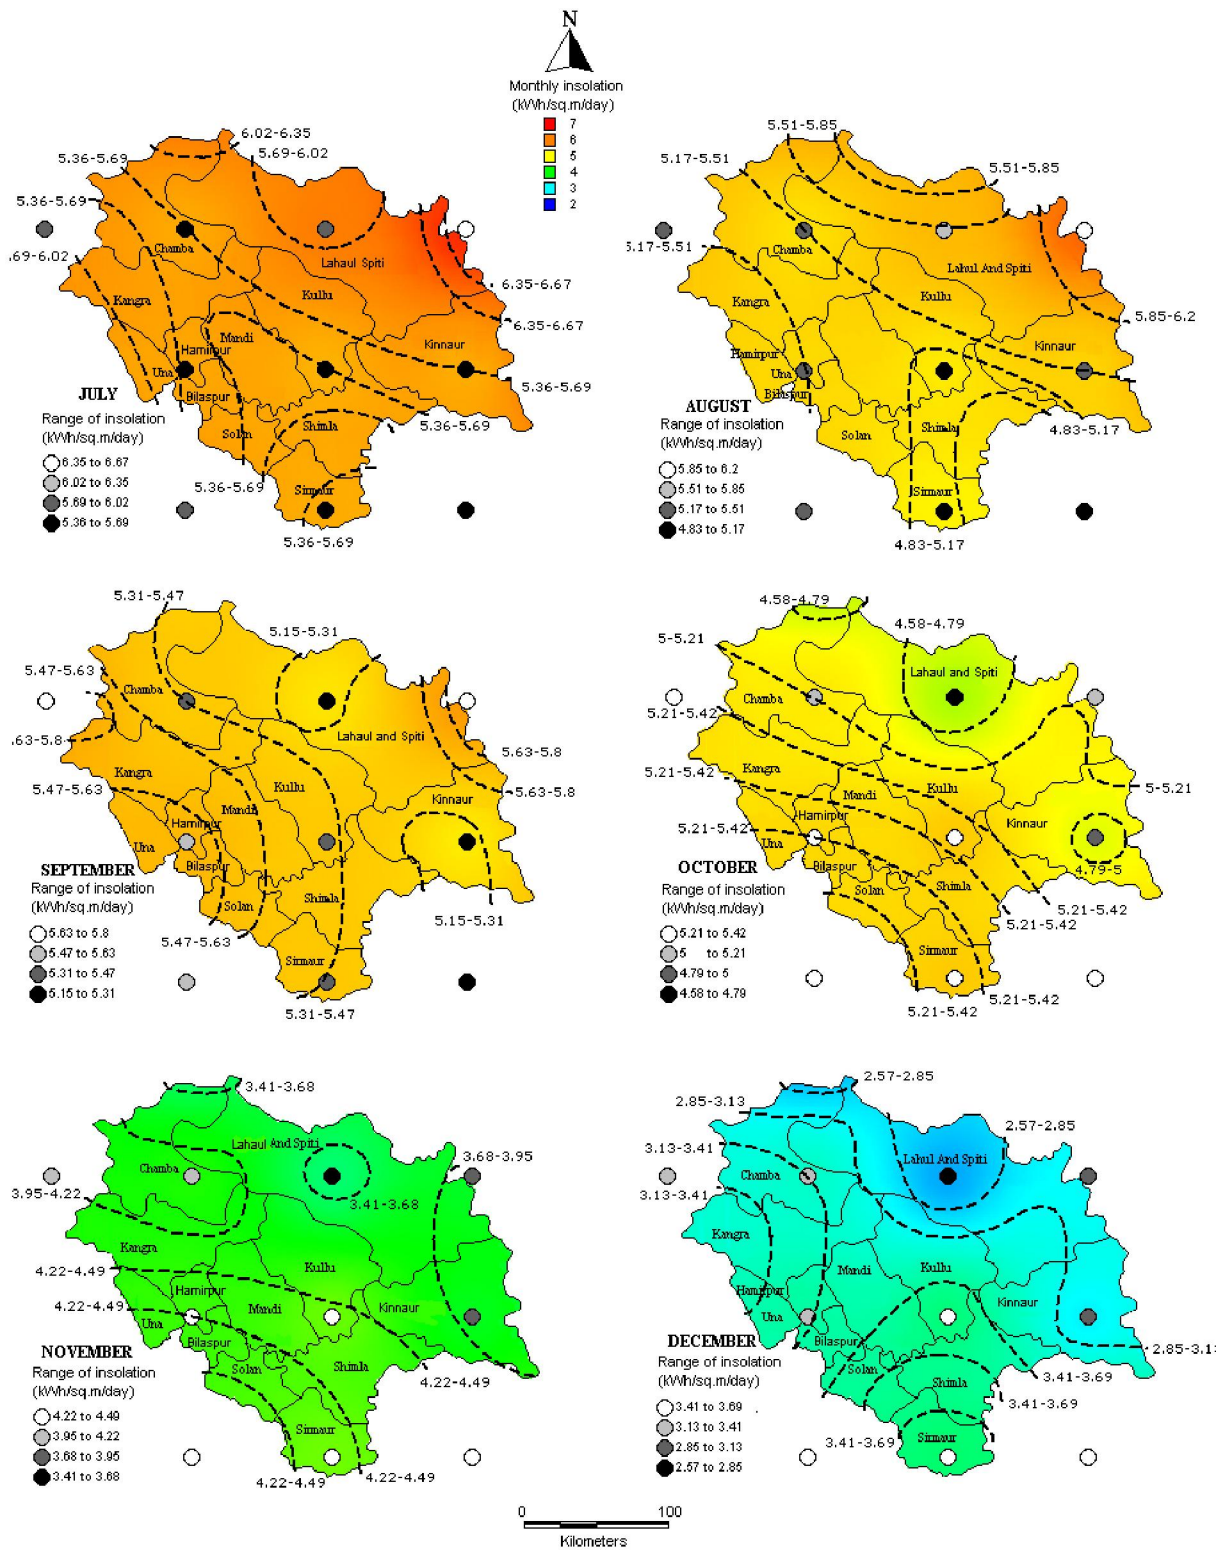 N
Monthly insolation
(kWh/sq.m/day)
7
6
5
4
3
2
6.02-6.35
5.69-6.02
5.36-5.69
5.36-5.69
.69-6.02
Chamba
Lahaul Spiti
Kangra
Kullu
6.35-6.67
6.35-6.67
Mandi
Hamirpur
Kinnaur
Una
5.36-5.69
Bilaspur
Shimla
5.36-5.69
Solan
5.36-5.69
Sirmaur
5.36-5.69
JULY
Range of insolation
(kWh/sq.m/day)
6.35 to 6.67
6.02 to 6.35
5.69 to 6.02
5.36 to 5.69
5.51-5.85
5.17-5.51
5.51-5.85
5.17-5.51
Chamba
Lahul And Spiti
Kangra
Kullu
5.85-6.2
Hamirpur
Kinnaur
Una
Bilaspur
Shimla
4.83-5.17
Solan
Sirmaur
4.83-5.17
AUGUST
Range of insolation
(kWh/sq.m/day)
5.85 to 6.2
5.51 to 5.85
5.17 to 5.51
4.83 to 5.17
5.31-5.47
5.15-5.31
5.47-5.63
Chamba
.63-5.8
Lahaul and Spiti
5.63-5.8
Kangra
5.47-5.63
Kullu
5.63-5.8
Mandi
Kinnaur
Hamirpur
Una
Bilaspur
Solan
Shimla
5.15-5.31
5.47-5.63
Sirmaur
5.31-5.47
SEPTEMBER
Range of insolation
(kWh/sq.m/day)
5.63 to 5.8
5.47 to 5.63
5.31 to 5.47
5.15 to 5.31
4.58-4.79
4.58-4.79
5-5.21
Lahaul and Spiti
Chamba
5.21-5.42
Kangra
5.21-5.42
5-5.21
Mandi
Kullu
Hamirpur
Kinnaur
5.21-5.42
Una
Bilaspur
4.79-5
Solan
Shimla
5.21-5.42
5.21-5.42
Sirmaur
5.21-5.42
5.21-5.42
OCTOBER
Range of insolation
(kWh/sq.m/day)
5.21 to 5.42
5 to 5.21
4.79 to 5
4.58 to 4.79
3.41-3.68
Lahaul And Spiti
3.68-3.95
Chamba
3.95-4.22
3.41-3.68
Kangra
4.22-4.49
Kullu
Hamirpur
4.22-4.49
Mandi
Kinnaur
Una
Bilaspur
Solan
Shimla
4.22-4.49
Sirmaur
4.22-4.49
4.22-4.49
NOVEMBER
Range of insolation
(kWh/sq.m/day)
4.22 to 4.49
3.95 to 4.22
3.68 to 3.95
3.41 to 3.68
2.57-2.85
2.85-3.13
2.57-2.85
3.13-3.41
Lahul And Spiti
Chamba
3.13-3.41
Kangra
Mandi
Kullu
Hamirpur
Kinnaur
Una
Bilaspur
2.85-3.13
Solan
Shimla
3.41-3.69
3.41-3.69
Sirmaur
3.41-3.69
DECEMBER
Range of insolation
(kWh/sq.m/day)
3.41 to 3.69
3.13 to 3.41
2.85 to 3.13
2.57 to 2.85
0 100
Kilometers